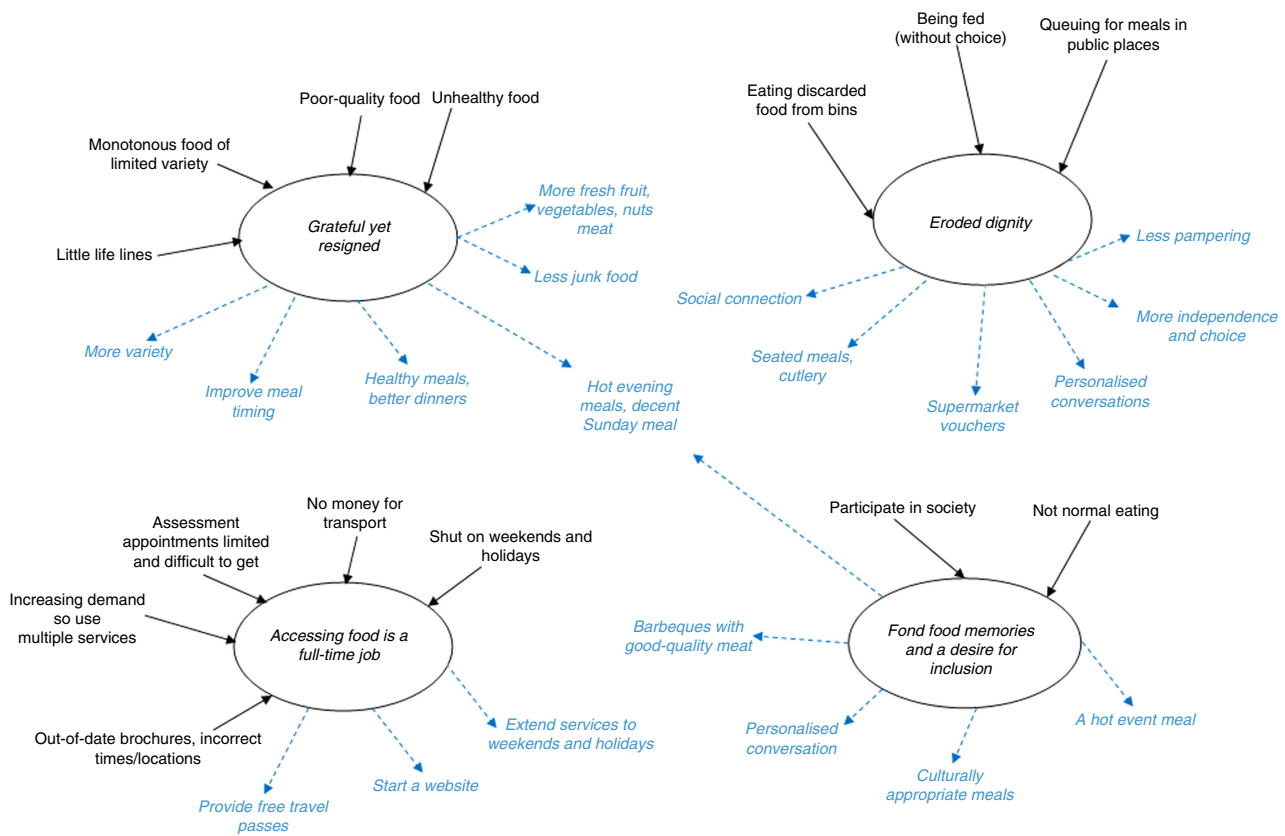 Poor-quality food
Unhealthy food
Monotonous food of
limited variety
Little life lines
Grateful yet
resigned
More fresh fruit,
vegetables, nuts
meat
Less junk food
More variety
Improve meal
timing
Healthy meals,
better dinners
Hot evening
meals, decent
Sunday meal
Being fed
(without choice)
Queuing for meals in
public places
Eating discarded
food from bins
Eroded dignity
Less pampering
Social connection
More independence
and choice
Seated meals,
cutlery
Personalised
conversations
Supermarket
vouchers
No money for
transport
Assessment
appointments limited
and difficult to get
Shut on weekends and
holidays
Increasing demand
so use
multiple services
Accessing food is a
full-time job
Out-of-date brochures, incorrect
times/locations
Extend services to
weekends and holidays
Start a website
Provide free travel
passes
Participate in society
Not normal eating
Barbeques with
good-quality meat
Fond food memories
and a desire for
inclusion
Personalised
conversation
A hot event meal
Culturally
appropriate meals